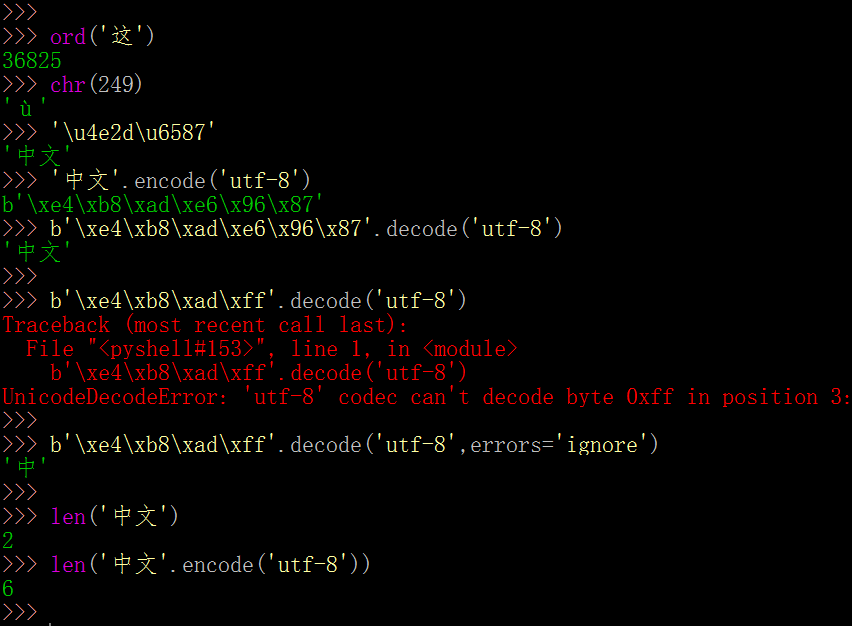 >>>
>>> ord('这')
36825
>>> chr(249)
'ù'
>>> '\u4e2d\u6587'
'中文'
>>> '中文'.encode('utf-8')
b'\xe4\xb8\xad\xe6\x96\x87'
>>> b'\xe4\xb8\xad\xe6\x96\x87'.decode('utf-8')
'中文'
>>>
>>> b'\xe4\xb8\xad\xff'.decode('utf-8')
Traceback (most recent call last):
  File "<pyshell#153>", line 1, in <module>
    b'\xe4\xb8\xad\xff'.decode('utf-8')
UnicodeDecodeError: 'utf-8' codec can't decode byte 0xff in position 3:
>>>
>>> b'\xe4\xb8\xad\xff'.decode('utf-8',errors='ignore')
'中'
>>>
>>> len('中文')
2
>>> len('中文'.encode('utf-8'))
6
>>>